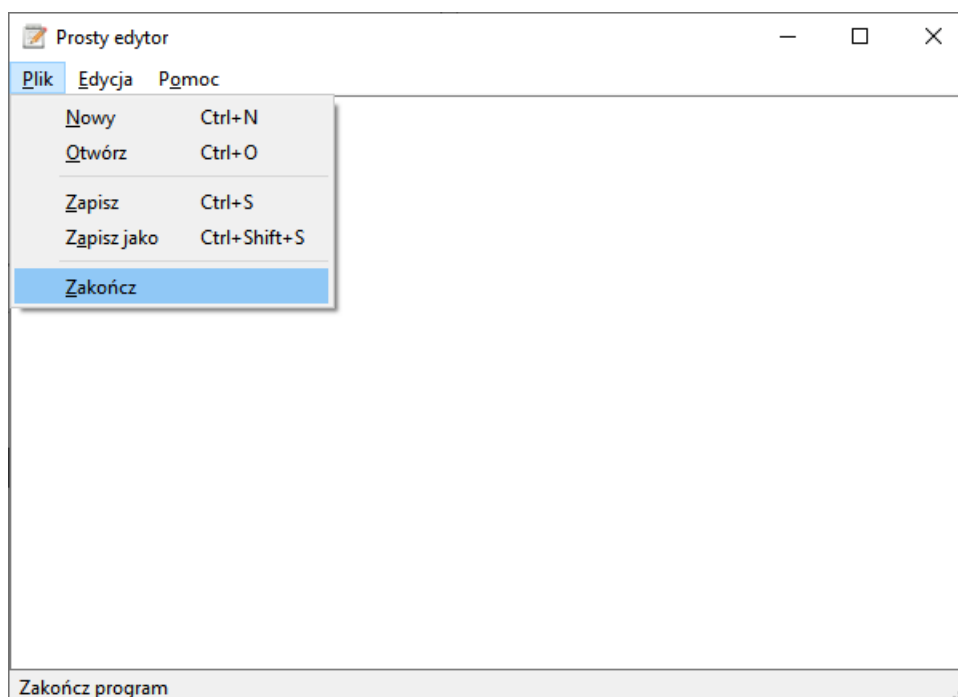 Prosty edytor
Plik Edycja Pomoc
Nowy Ctrl+N
Otwórz Ctrl+O
Zapisz Ctrl+S
Zapisz jako Ctrl+Shift+S
Zakończ
Zakończ program